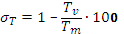 σ_T = 1 − T_v / T_m · 100